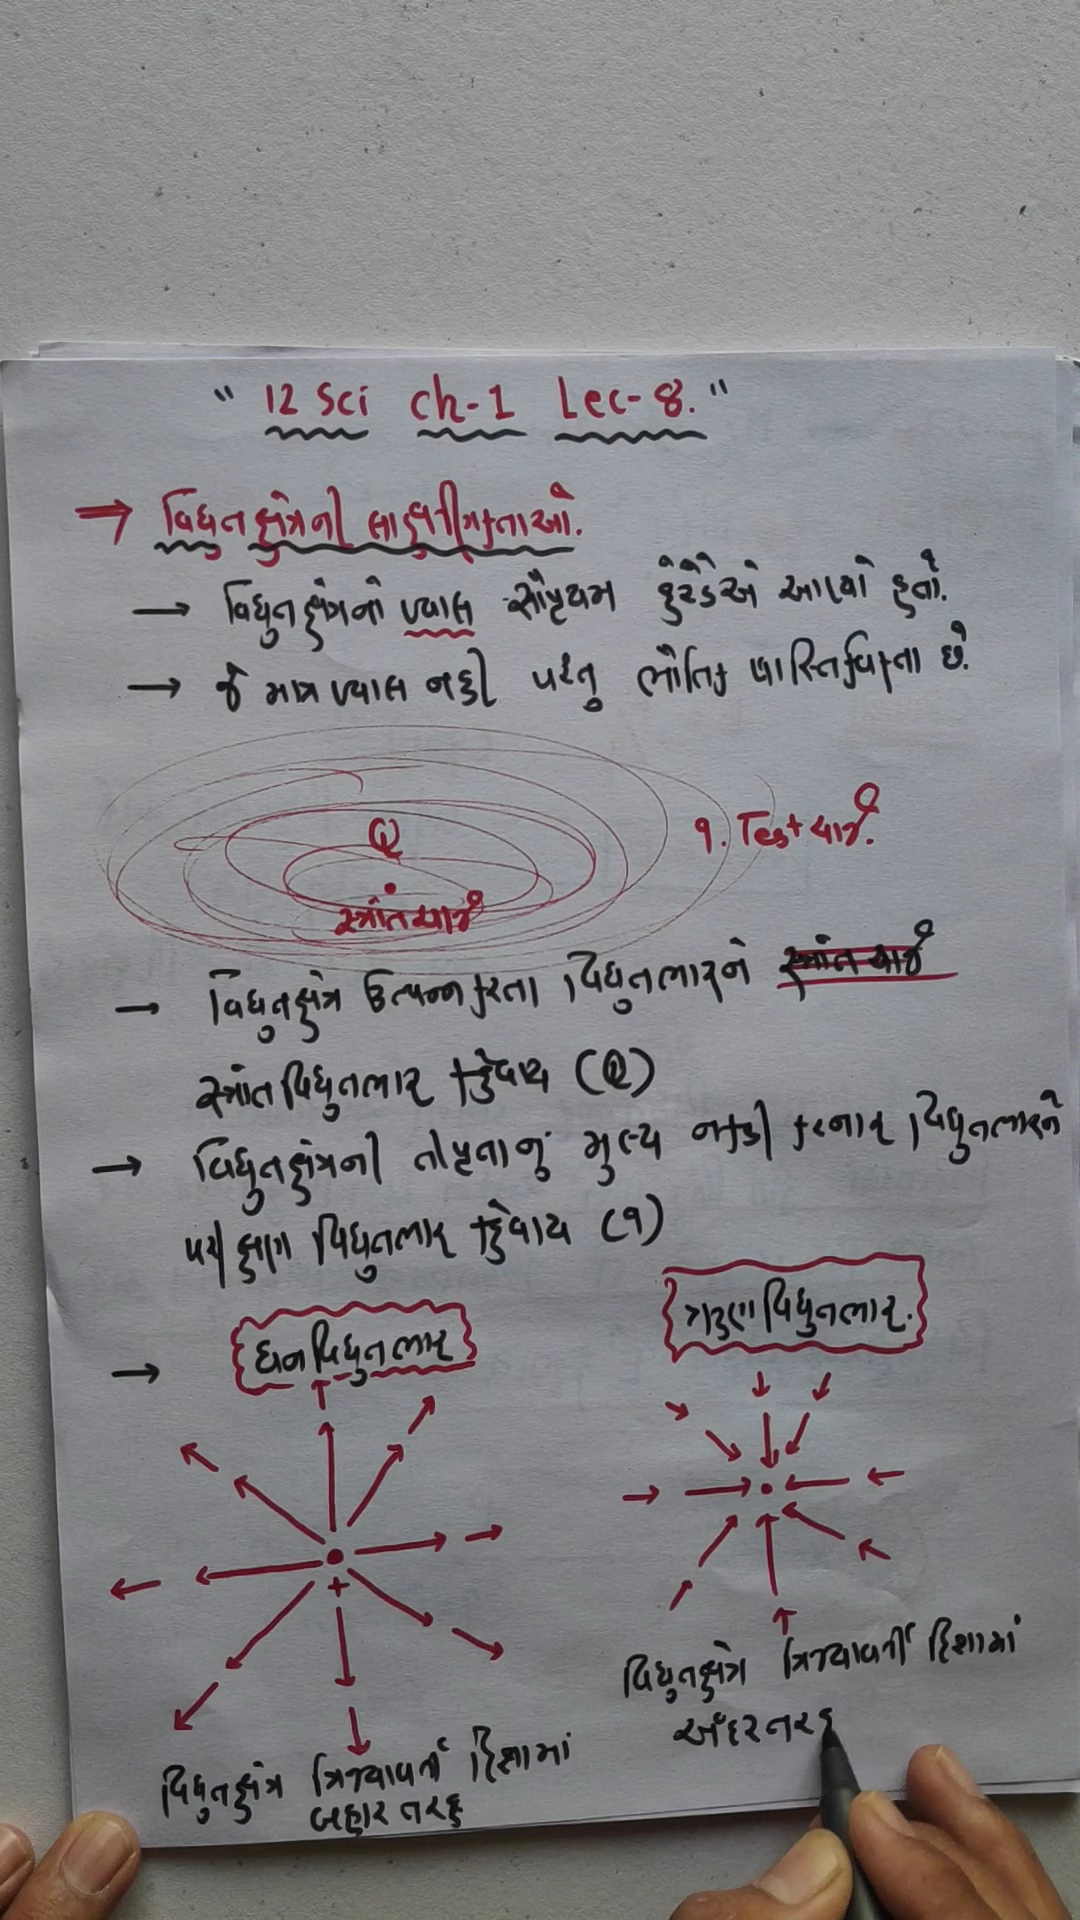 " 12 Sci ch-1 Lec-8. "
⇒ વિદ્યુતક્ષેત્રની લાક્ષણીકતાઓ.
→ વિદ્યુતક્ષેત્રનો ખ્યાલ સૌપ્રથમ ફેરેડેએ આપ્યો હતો.
→ જે માત્ર ખ્યાલ નહી પરંતુ ભૌતિક વાસ્તિવિકતા છે.
Q
સ્ત્રોતચાર્જ
q. Test ચાર્જ.
→ વિદ્યુતક્ષેત્ર ઉત્પન્ન કરતા વિદ્યુતભારને
સ્ત્રોત વિદ્યુતભાર કહેવાય (Q)
→ વિદ્યુતક્ષેત્રની તીવ્રતાનું મુલ્ય નક્કી કરનાર વિદ્યુતભારને
પરીક્ષણ વિદ્યુતભાર કહેવાય (q)
→ ધન વિદ્યુતભાર
ઋણ વિદ્યુતભાર.
+
વિદ્યુતક્ષેત્ર ત્રિજ્યાવર્તી દિશામાં
બહાર તરફ
વિદ્યુતક્ષેત્ર ત્રિજ્યાવર્તી દિશામાં
અંદર તરફ